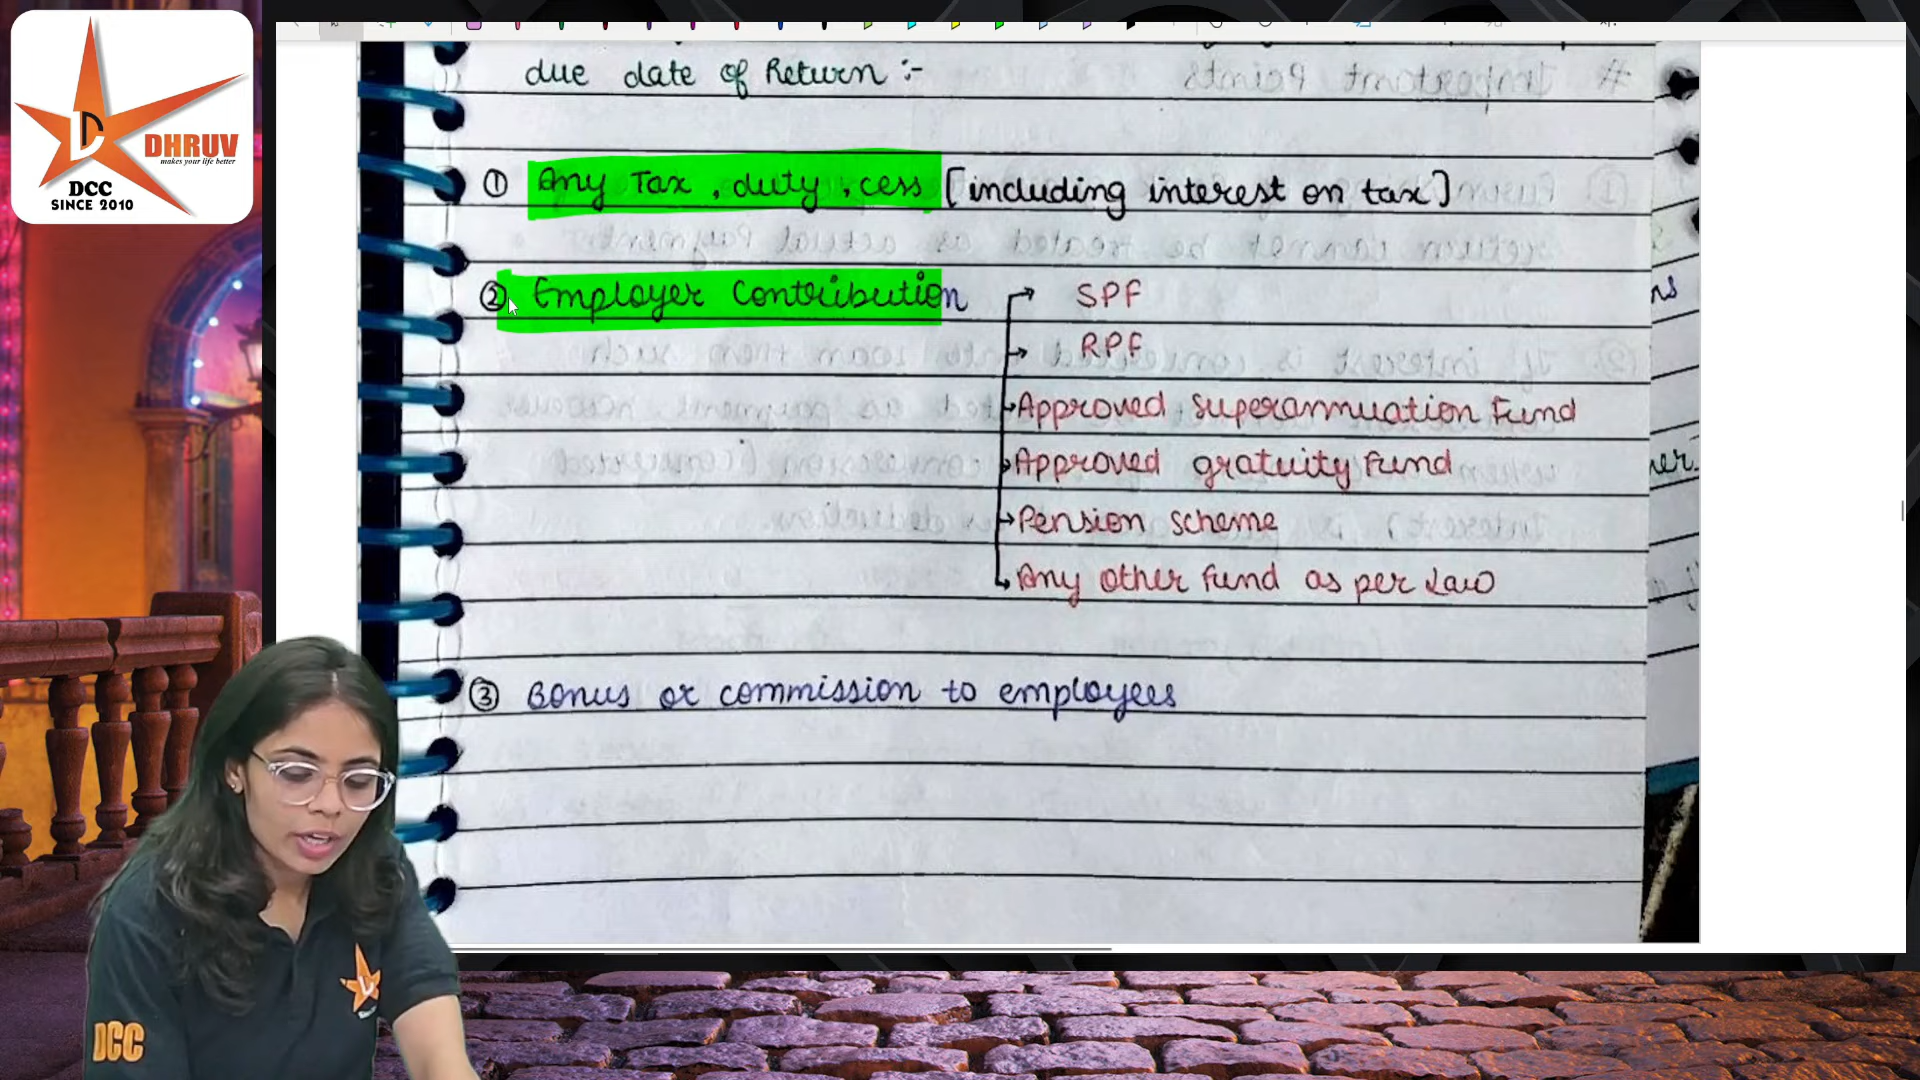 DHRUV
makes your life better
DCC
SINCE 2010
due date of Return :-
① Any Tax, duty, cess [including interest on tax]
② Employer Contribution → SPF
→ RPF
→ Approved superannuation Fund
→ Approved gratuity Fund
→ Pension scheme
→ Any other fund as per Law
③ Bonus or commission to employees
DCC